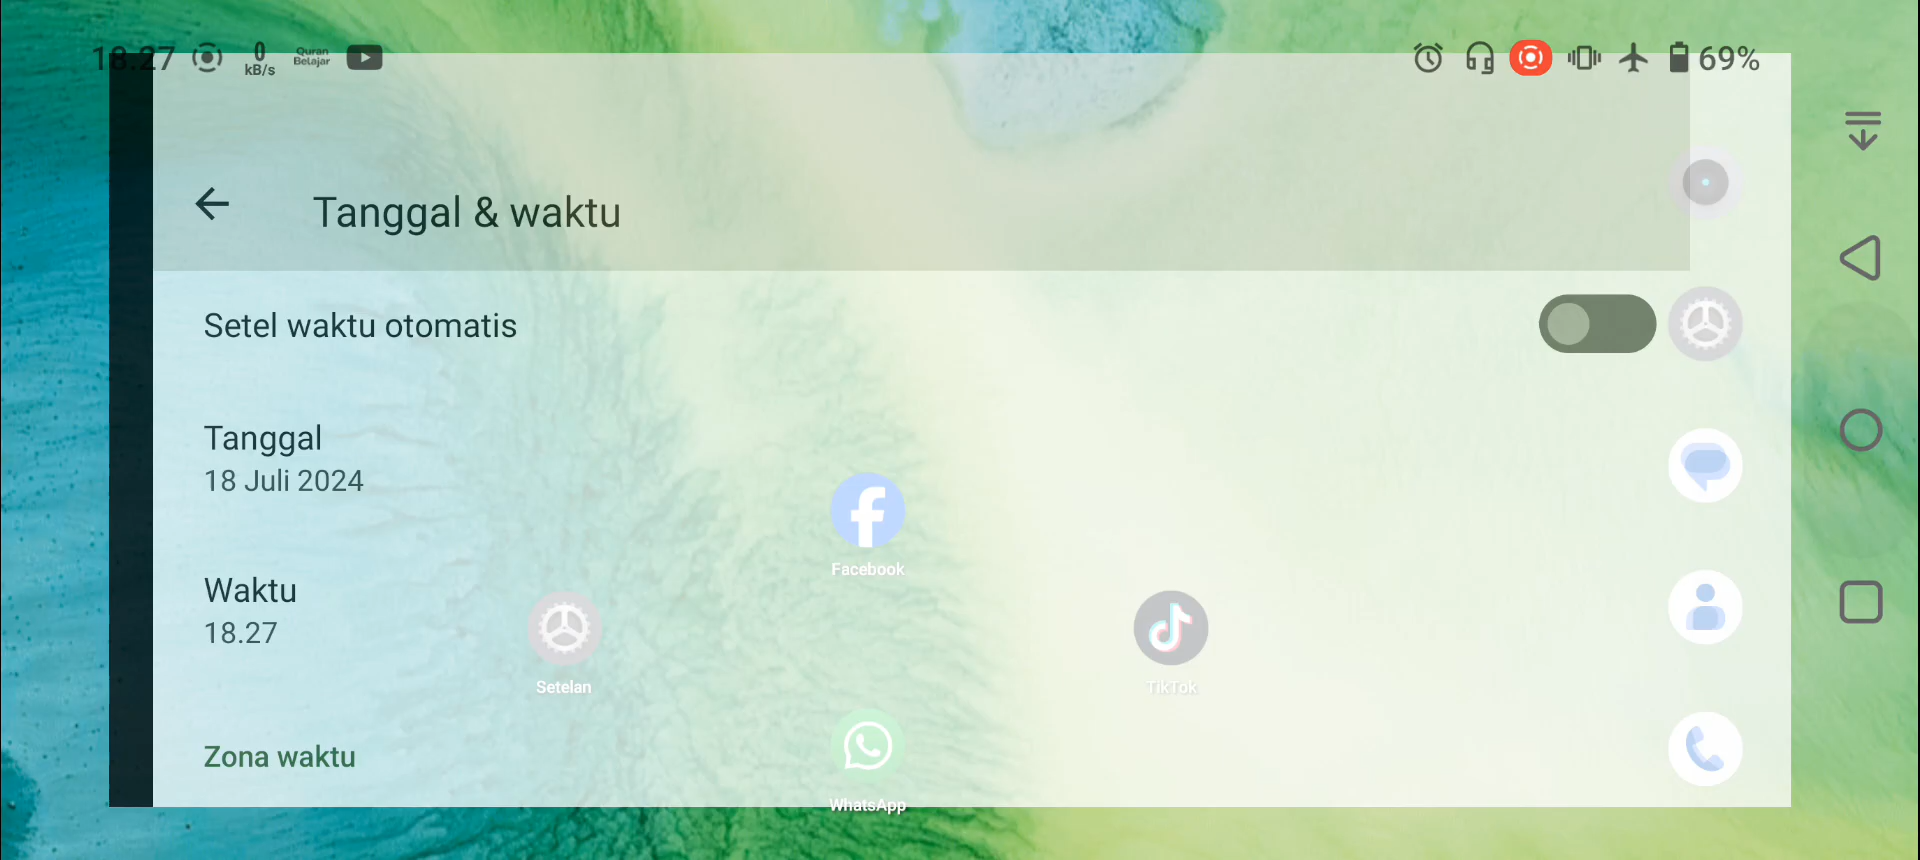 18.27 0 kB/s Quran Belajar 69%
Tanggal & waktu
Setel waktu otomatis
Tanggal
18 Juli 2024
Facebook
Waktu
18.27
Setelan
TikTok
Zona waktu
WhatsApp